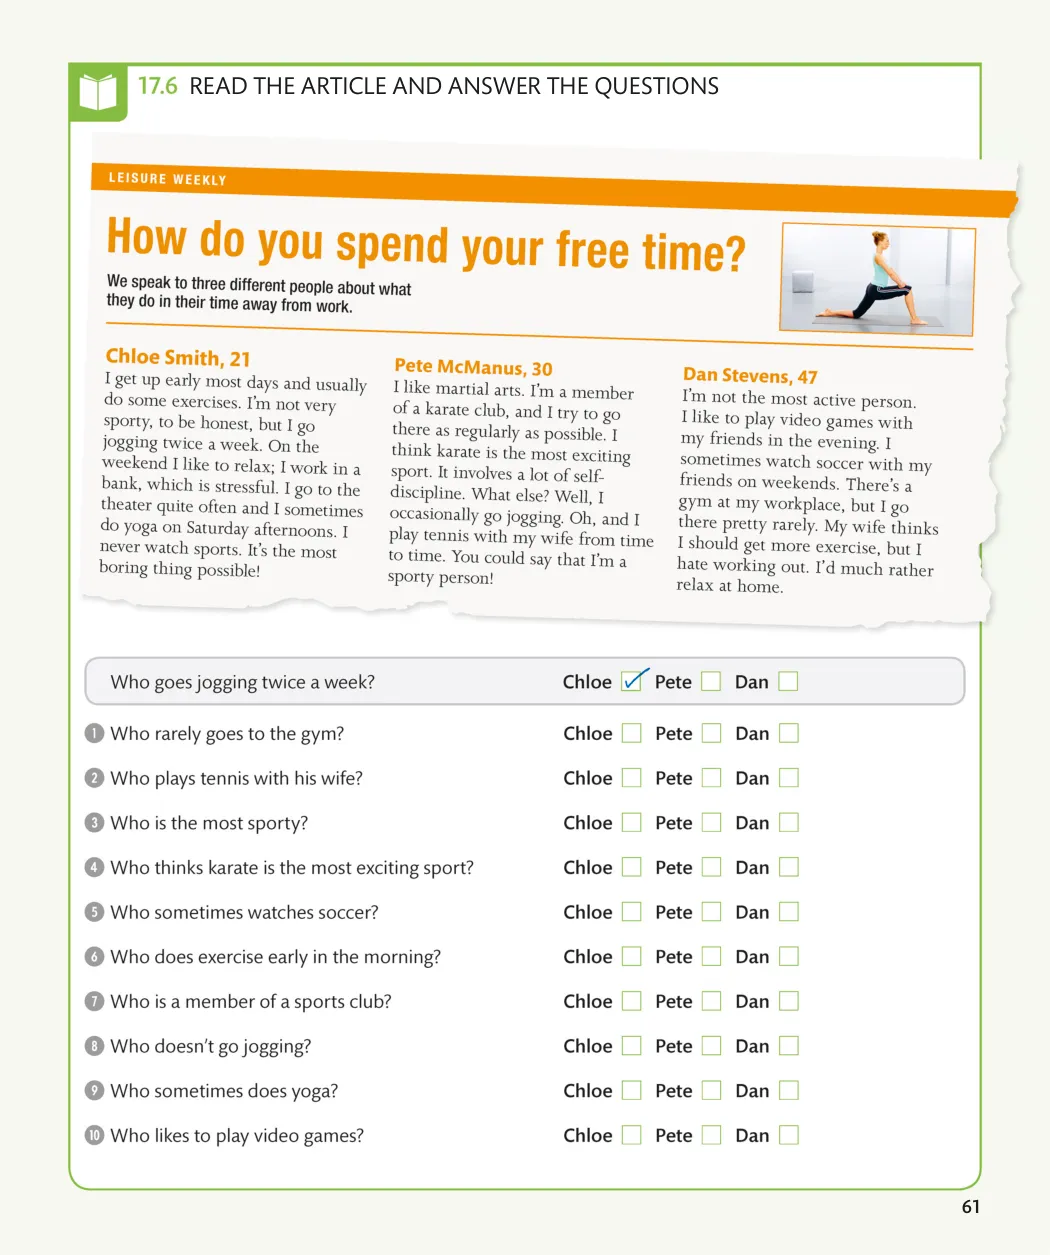 17.6 READ THE ARTICLE AND ANSWER THE QUESTIONS
LEISURE WEEKLY
How do you spend your free time?
We speak to three different people about what
they do in their time away from work.
Chloe Smith, 21
I get up early most days and usually
do some exercises. I'm not very
sporty, to be honest, but I go
jogging twice a week. On the
weekend I like to relax; I work in a
bank, which is stressful. I go to the
theater quite often and I sometimes
do yoga on Saturday afternoons. I
never watch sports. It's the most
boring thing possible!
Pete McManus, 30
I like martial arts. I'm a member
of a karate club, and I try to go
there as regularly as possible. I
think karate is the most exciting
sport. It involves a lot of self-
discipline. What else? Well, I
occasionally go jogging. Oh, and I
play tennis with my wife from time
to time. You could say that I'm a
sporty person!
Dan Stevens, 47
I'm not the most active person.
I like to play video games with
my friends in the evening. I
sometimes watch soccer with my
friends on weekends. There's a
gym at my workplace, but I go
there pretty rarely. My wife thinks
I should get more exercise, but I
hate working out. I'd much rather
relax at home.
Who goes jogging twice a week? Chloe Pete Dan
1 Who rarely goes to the gym? Chloe Pete Dan
2 Who plays tennis with his wife? Chloe Pete Dan
3 Who is the most sporty? Chloe Pete Dan
4 Who thinks karate is the most exciting sport? Chloe Pete Dan
5 Who sometimes watches soccer? Chloe Pete Dan
6 Who does exercise early in the morning? Chloe Pete Dan
7 Who is a member of a sports club? Chloe Pete Dan
8 Who doesn't go jogging? Chloe Pete Dan
9 Who sometimes does yoga? Chloe Pete Dan
10 Who likes to play video games? Chloe Pete Dan
61